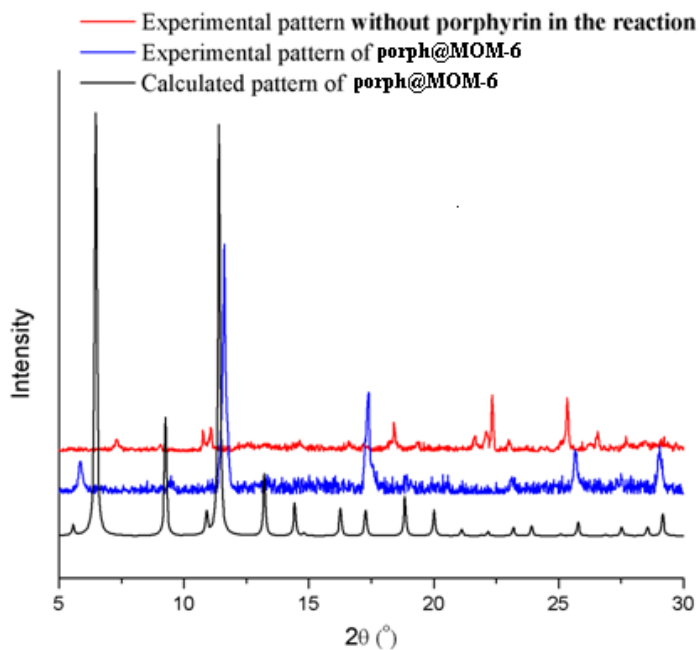 Experimental pattern without porphyrin in the reaction
Experimental pattern of porph@MOM-6
Calculated pattern of porph@MOM-6
Intensity
5 10 15 20 25 30
2θ (°)